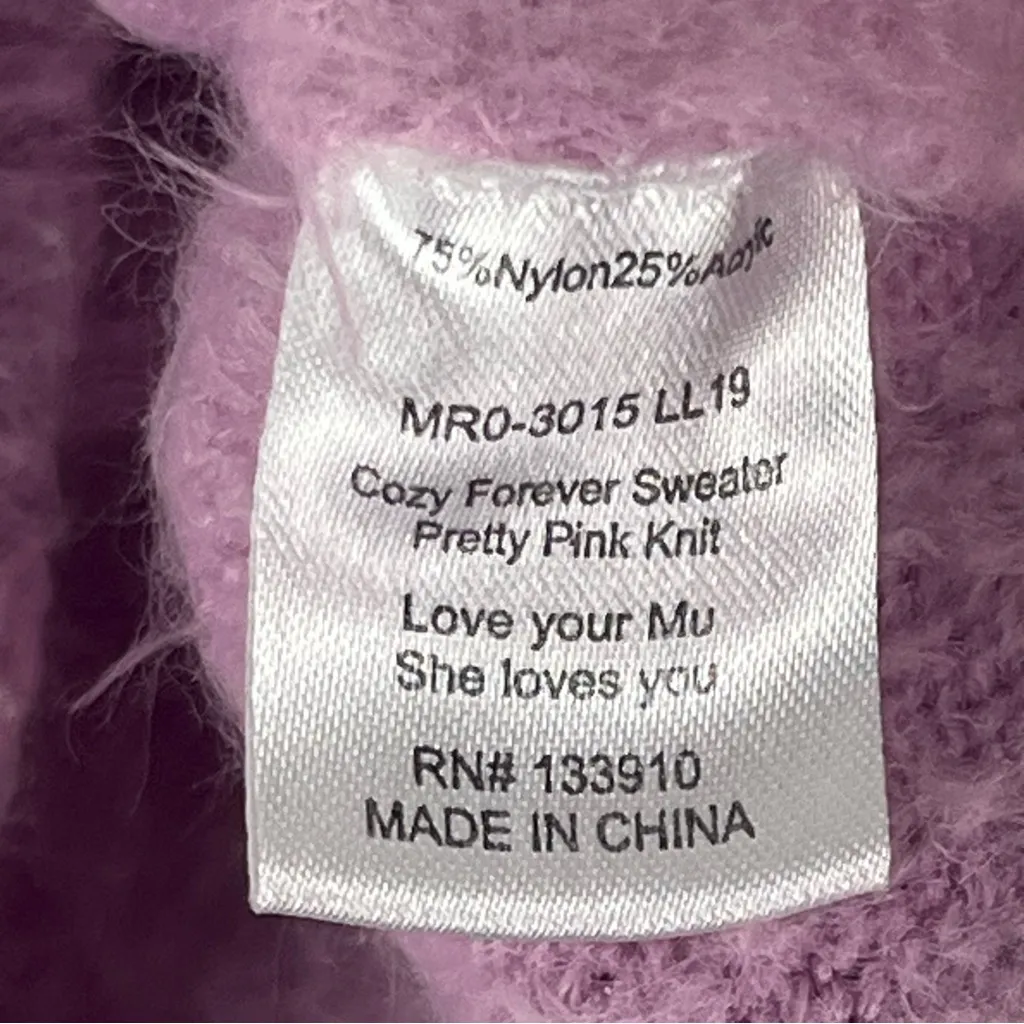 75%Nylon25%Acrylic
MR0-3015 LL19
Cozy Forever Sweater
Pretty Pink Knit
Love your Mu
She loves you
RN# 133910
MADE IN CHINA